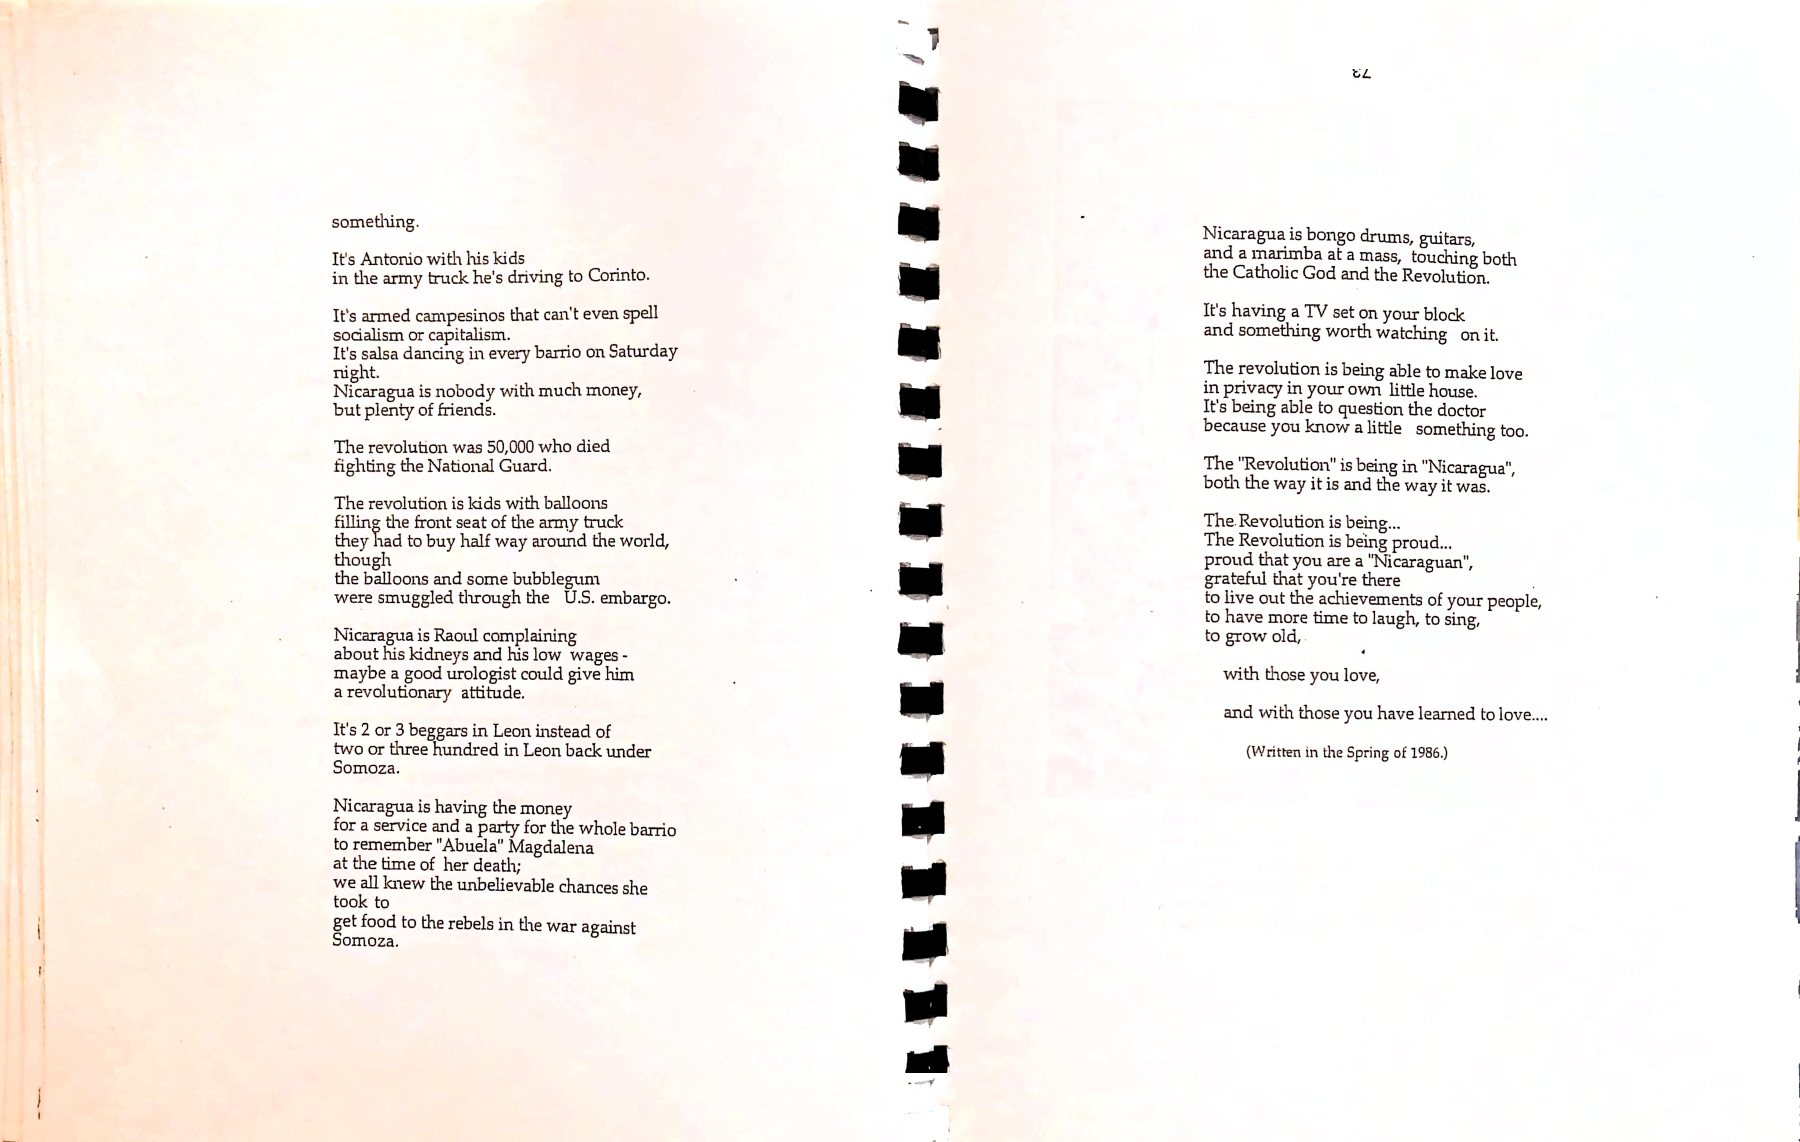 something.
It's Antonio with his kids
in the army truck he's driving to Corinto.
It's armed campesinos that can't even spell
socialism or capitalism.
It's salsa dancing in every barrio on Saturday
night.
Nicaragua is nobody with much money,
but plenty of friends.
The revolution was 50,000 who died
fighting the National Guard.
The revolution is kids with balloons
filling the front seat of the army truck
they had to buy half way around the world,
though
the balloons and some bubblegum
were smuggled through the U.S. embargo.
Nicaragua is Raoul complaining
about his kidneys and his low wages -
maybe a good urologist could give him
a revolutionary attitude.
It's 2 or 3 beggars in Leon instead of
two or three hundred in Leon back under
Somoza.
Nicaragua is having the money
for a service and a party for the whole barrio
to remember "Abuela" Magdalena
at the time of her death;
we all knew the unbelievable chances she
took to
get food to the rebels in the war against
Somoza.
Nicaragua is bongo drums, guitars,
and a marimba at a mass, touching both
the Catholic God and the Revolution.
It's having a TV set on your block
and something worth watching on it.
The revolution is being able to make love
in privacy in your own little house.
It's being able to question the doctor
because you know a little something too.
The "Revolution" is being in "Nicaragua",
both the way it is and the way it was.
The Revolution is being...
The Revolution is being proud...
proud that you are a "Nicaraguan",
grateful that you're there
to live out the achievements of your people,
to have more time to laugh, to sing,
to grow old,
with those you love,
and with those you have learned to love....
(Written in the Spring of 1986.)